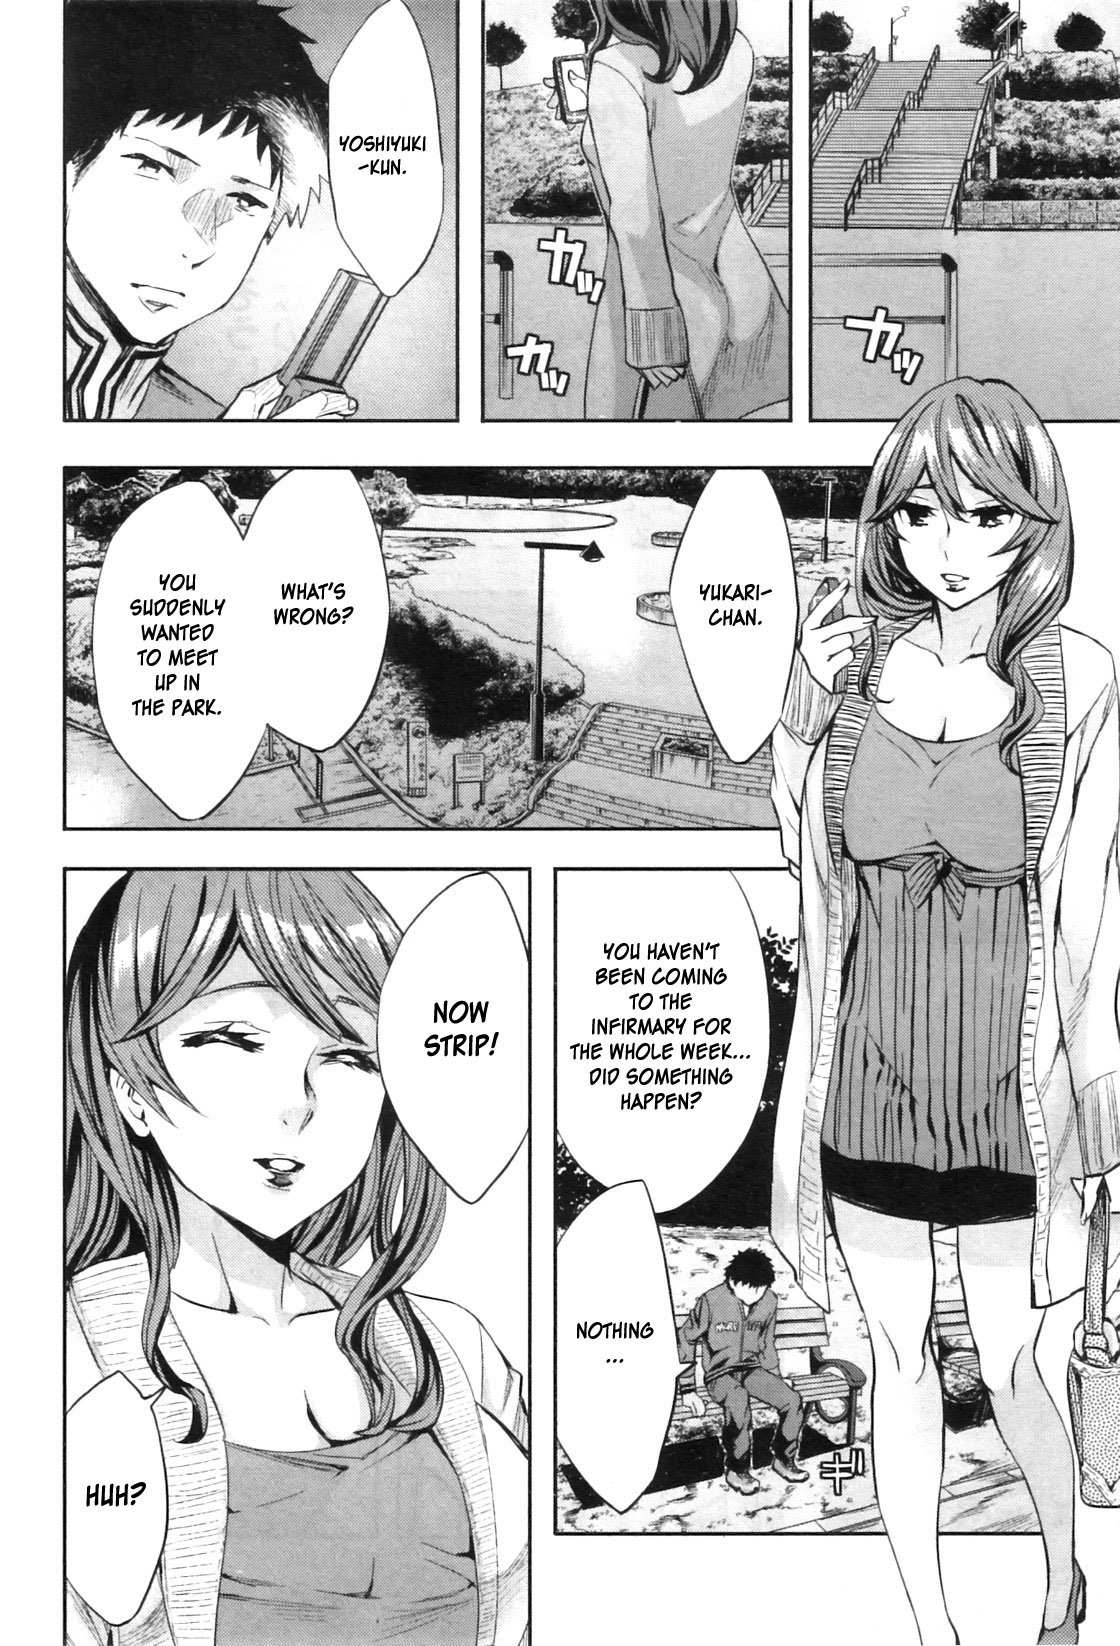 カッ
カッ
カッ
YOSHIYUKI
-KUN.
YUKARI-
CHAN.
WHAT'S
WRONG?
YOU
SUDDENLY
WANTED
TO MEET
UP IN
THE PARK.
YOU HAVEN'T
BEEN COMING
TO THE
INFIRMARY FOR
THE WHOLE WEEK...
DID SOMETHING
HAPPEN?
NOTHING
...
ギ
NOW
STRIP!
HUH?